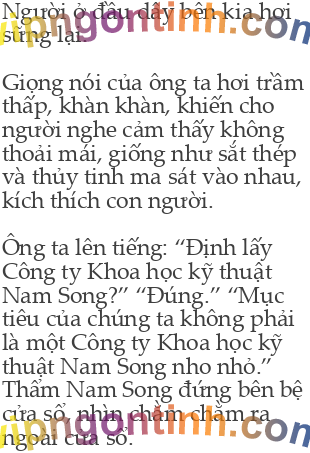 Người ở đầu dây bên kia hơi
sững lại.
Giọng nói của ông ta hơi trầm
thấp, khàn khàn, khiến cho
người nghe cảm thấy không
thoải mái, giống như sắt thép
và thủy tinh ma sát vào nhau,
kích thích con người.
Ông ta lên tiếng: “Định lấy
Công ty Khoa học kỹ thuật
Nam Song?” “Đúng.” “Mục
tiêu của chúng ta không phải
là một Công ty Khoa học kỹ
thuật Nam Song nho nhỏ.”
Thẩm Nam Song đứng bên bệ
cửa sổ, nhìn chằm chằm ra
ngoài cửa sổ.
vipngontinh.com
vipngontinh.com